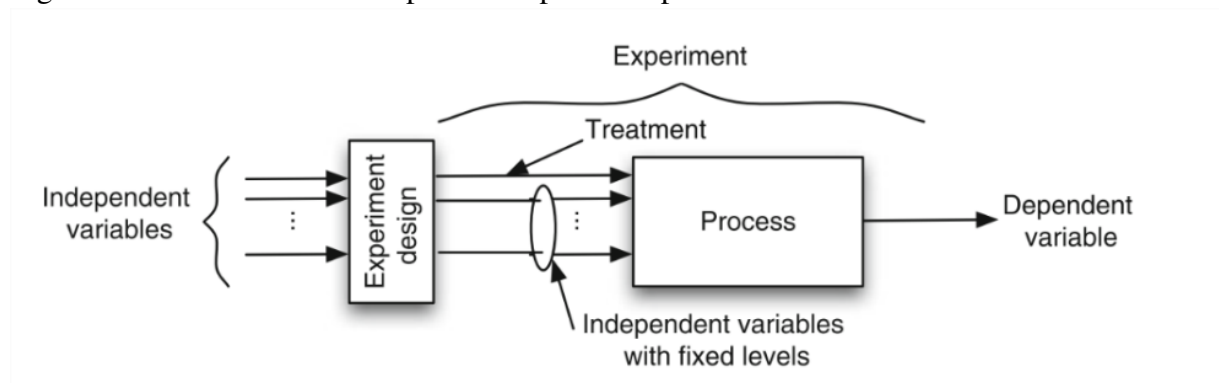 Experiment
Treatment
Independent
variables
Experiment
design
Process
Dependent
variable
Independent variables
with fixed levels